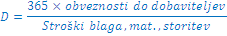 D = 365 × obveznosti do dobaviteljev / Stroški blaga, mat., storitev